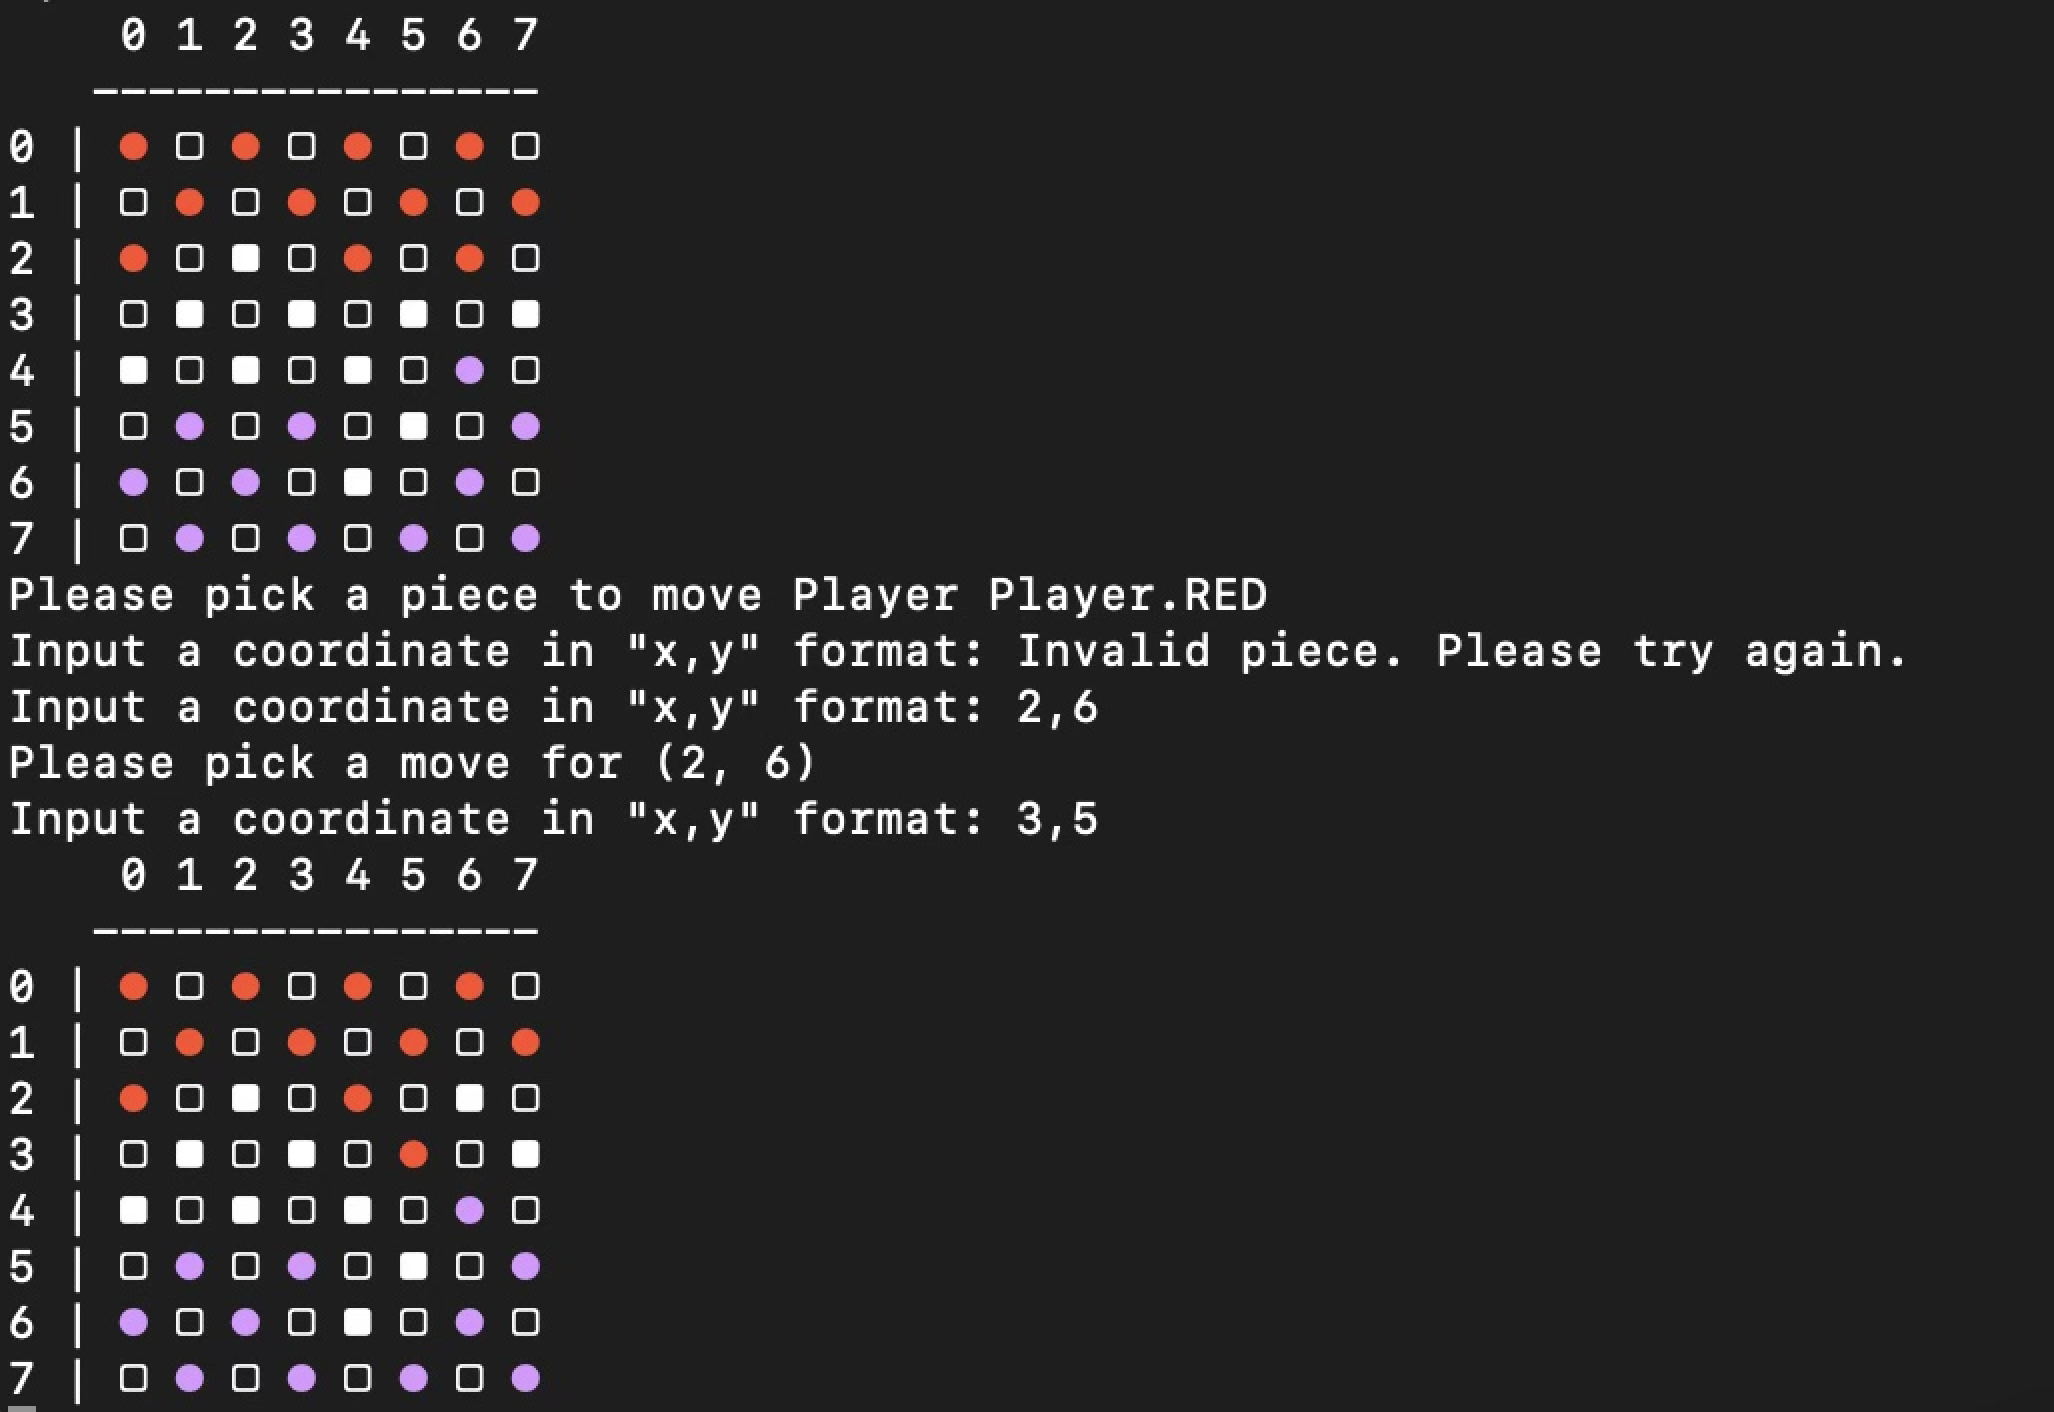 0 1 2 3 4 5 6 7
----------------
0 | ● ▢ ● ▢ ● ▢ ● ▢
1 | ▢ ● ▢ ● ▢ ● ▢ ●
2 | ● ▢ ■ ▢ ● ▢ ● ▢
3 | ▢ ■ ▢ ■ ▢ ■ ▢ ■
4 | ■ ▢ ■ ▢ ■ ▢ ● ▢
5 | ▢ ● ▢ ● ▢ ■ ▢ ●
6 | ● ▢ ● ▢ ■ ▢ ● ▢
7 | ▢ ● ▢ ● ▢ ● ▢ ●
Please pick a piece to move Player Player.RED
Input a coordinate in "x,y" format: Invalid piece. Please try again.
Input a coordinate in "x,y" format: 2,6
Please pick a move for (2, 6)
Input a coordinate in "x,y" format: 3,5
0 1 2 3 4 5 6 7
----------------
0 | ● ▢ ● ▢ ● ▢ ● ▢
1 | ▢ ● ▢ ● ▢ ● ▢ ●
2 | ● ▢ ■ ▢ ● ▢ ■ ▢
3 | ▢ ■ ▢ ■ ▢ ● ▢ ■
4 | ■ ▢ ■ ▢ ■ ▢ ● ▢
5 | ▢ ● ▢ ● ▢ ■ ▢ ●
6 | ● ▢ ● ▢ ■ ▢ ● ▢
7 | ▢ ● ▢ ● ▢ ● ▢ ●